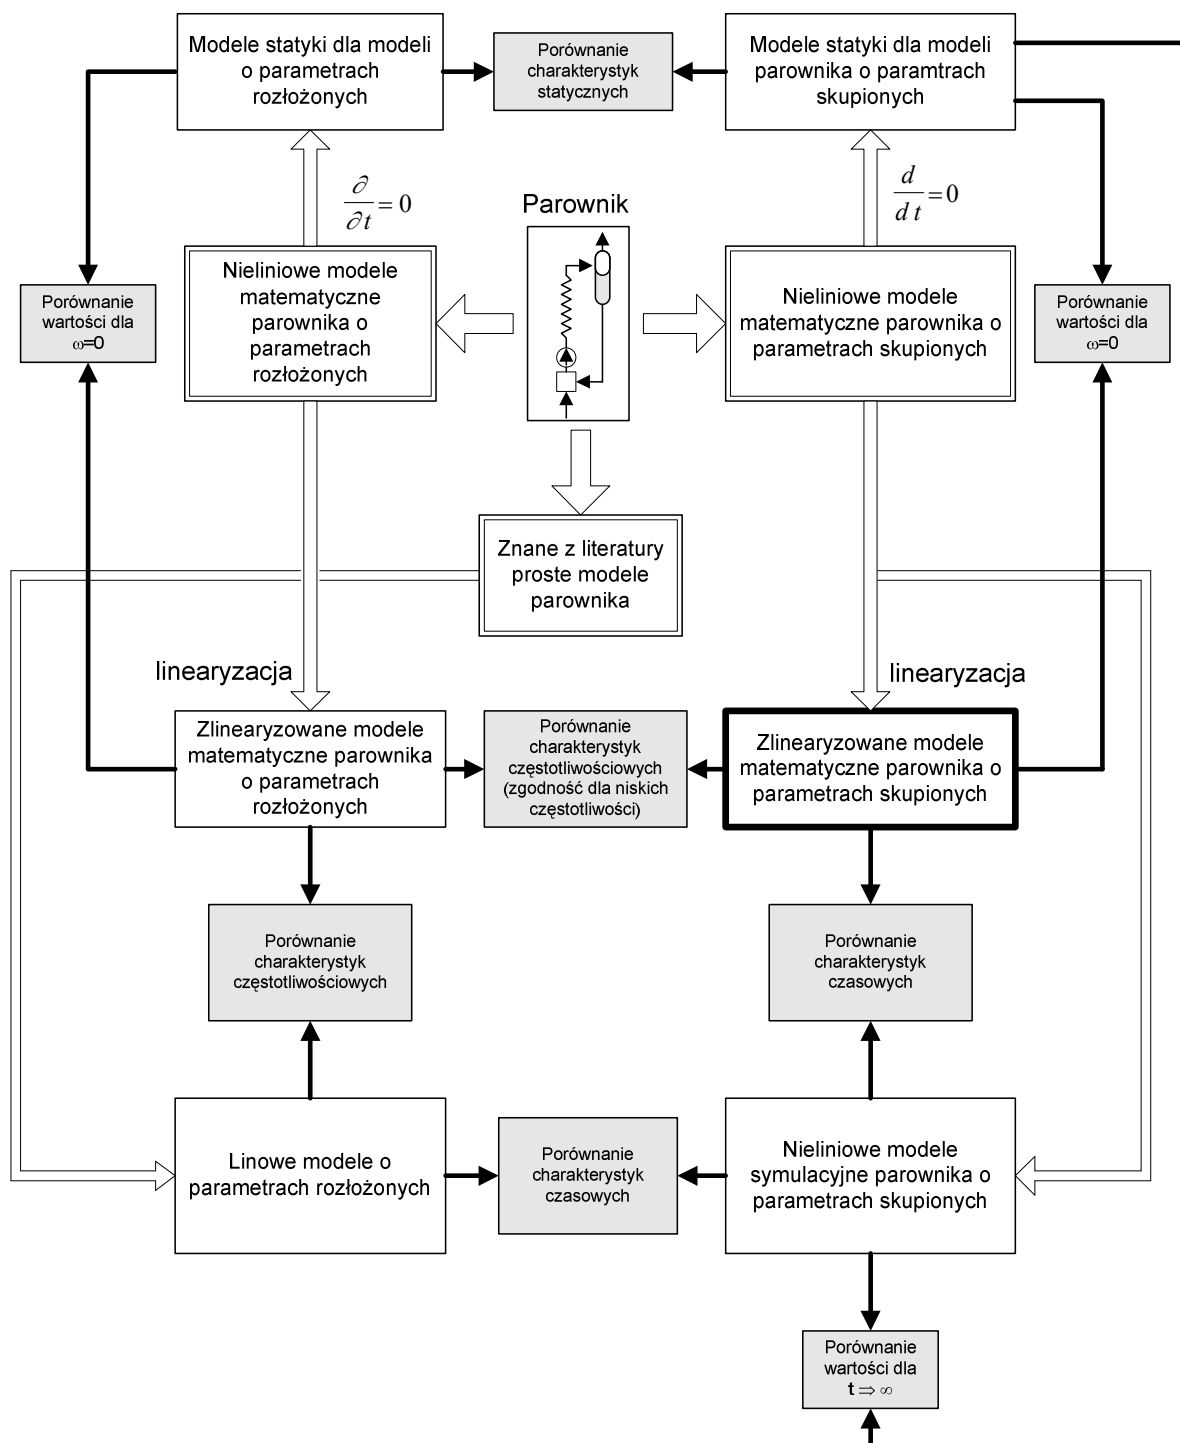 Modele statyki dla modeli
o parametrach
rozłożonych
Porównanie
charakterystyk
statycznych
Modele statyki dla modeli
parownika o paramtrach
skupionych
∂
∂t = 0
Parownik
d
dt = 0
Porównanie
wartości dla
ω=0
Nieliniowe modele
matematyczne
parownika o
parametrach
rozłożonych
Nieliniowe modele
matematyczne parownika o
parametrach skupionych
Porównanie
wartości dla
ω=0
Znane z literatury
proste modele
parownika
linearyzacja
linearyzacja
Zlinearyzowane modele
matematyczne parownika
o parametrach
rozłożonych
Porównanie
charakterystyk
częstotliwościowych
(zgodność dla niskich
częstotliwości)
Zlinearyzowane modele
matematyczne parownika o
parametrach skupionych
Porównanie
charakterystyk
częstotliwościowych
Porównanie
charakterystyk
czasowych
Linowe modele o
parametrach rozłożonych
Porównanie
charakterystyk
czasowych
Nieliniowe modele
symulacyjne parownika o
parametrach skupionych
Porównanie
wartości dla
t ⇒ ∞